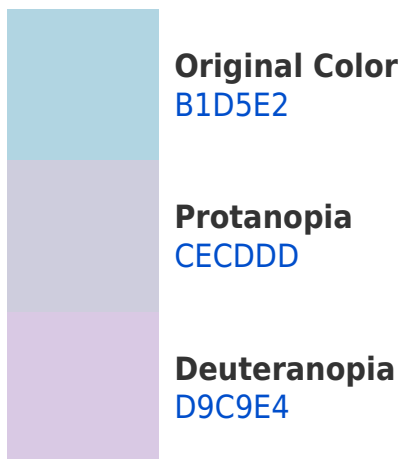 Original Color
B1D5E2
Protanopia
CECDDD
Deuteranopia
D9C9E4